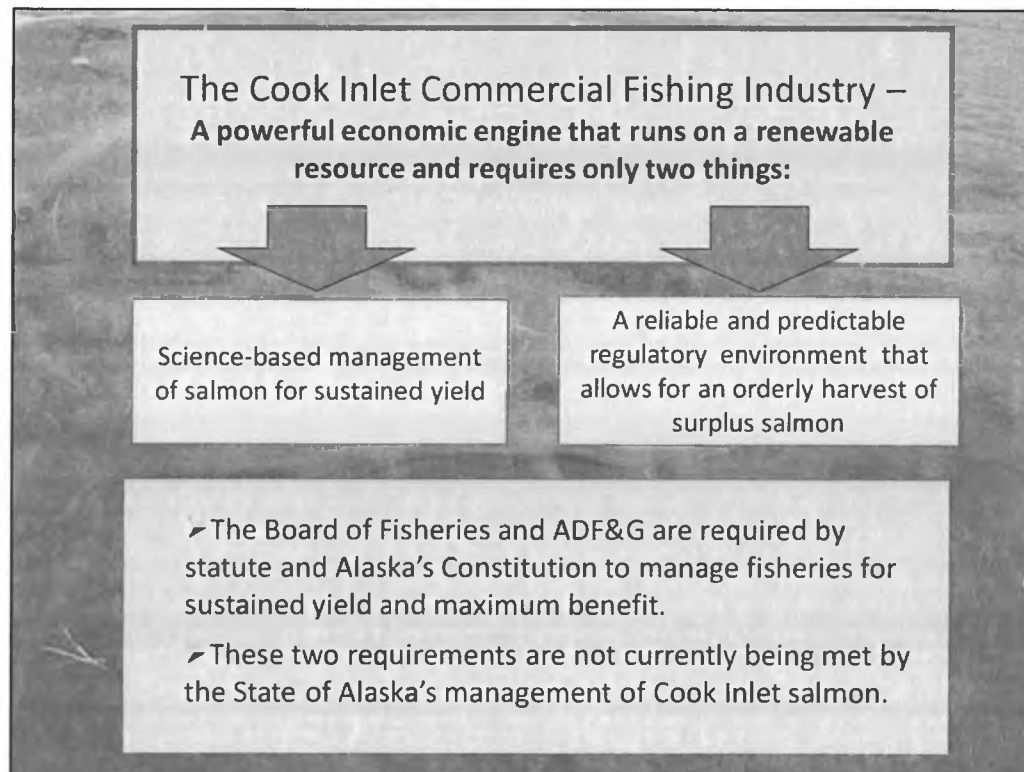 The Cook Inlet Commercial Fishing Industry –
A powerful economic engine that runs on a renewable
resource and requires only two things:
Science-based management
of salmon for sustained yield
A reliable and predictable
regulatory environment that
allows for an orderly harvest of
surplus salmon
➢The Board of Fisheries and ADF&G are required by
statute and Alaska's Constitution to manage fisheries for
sustained yield and maximum benefit.
➢These two requirements are not currently being met by
the State of Alaska's management of Cook Inlet salmon.